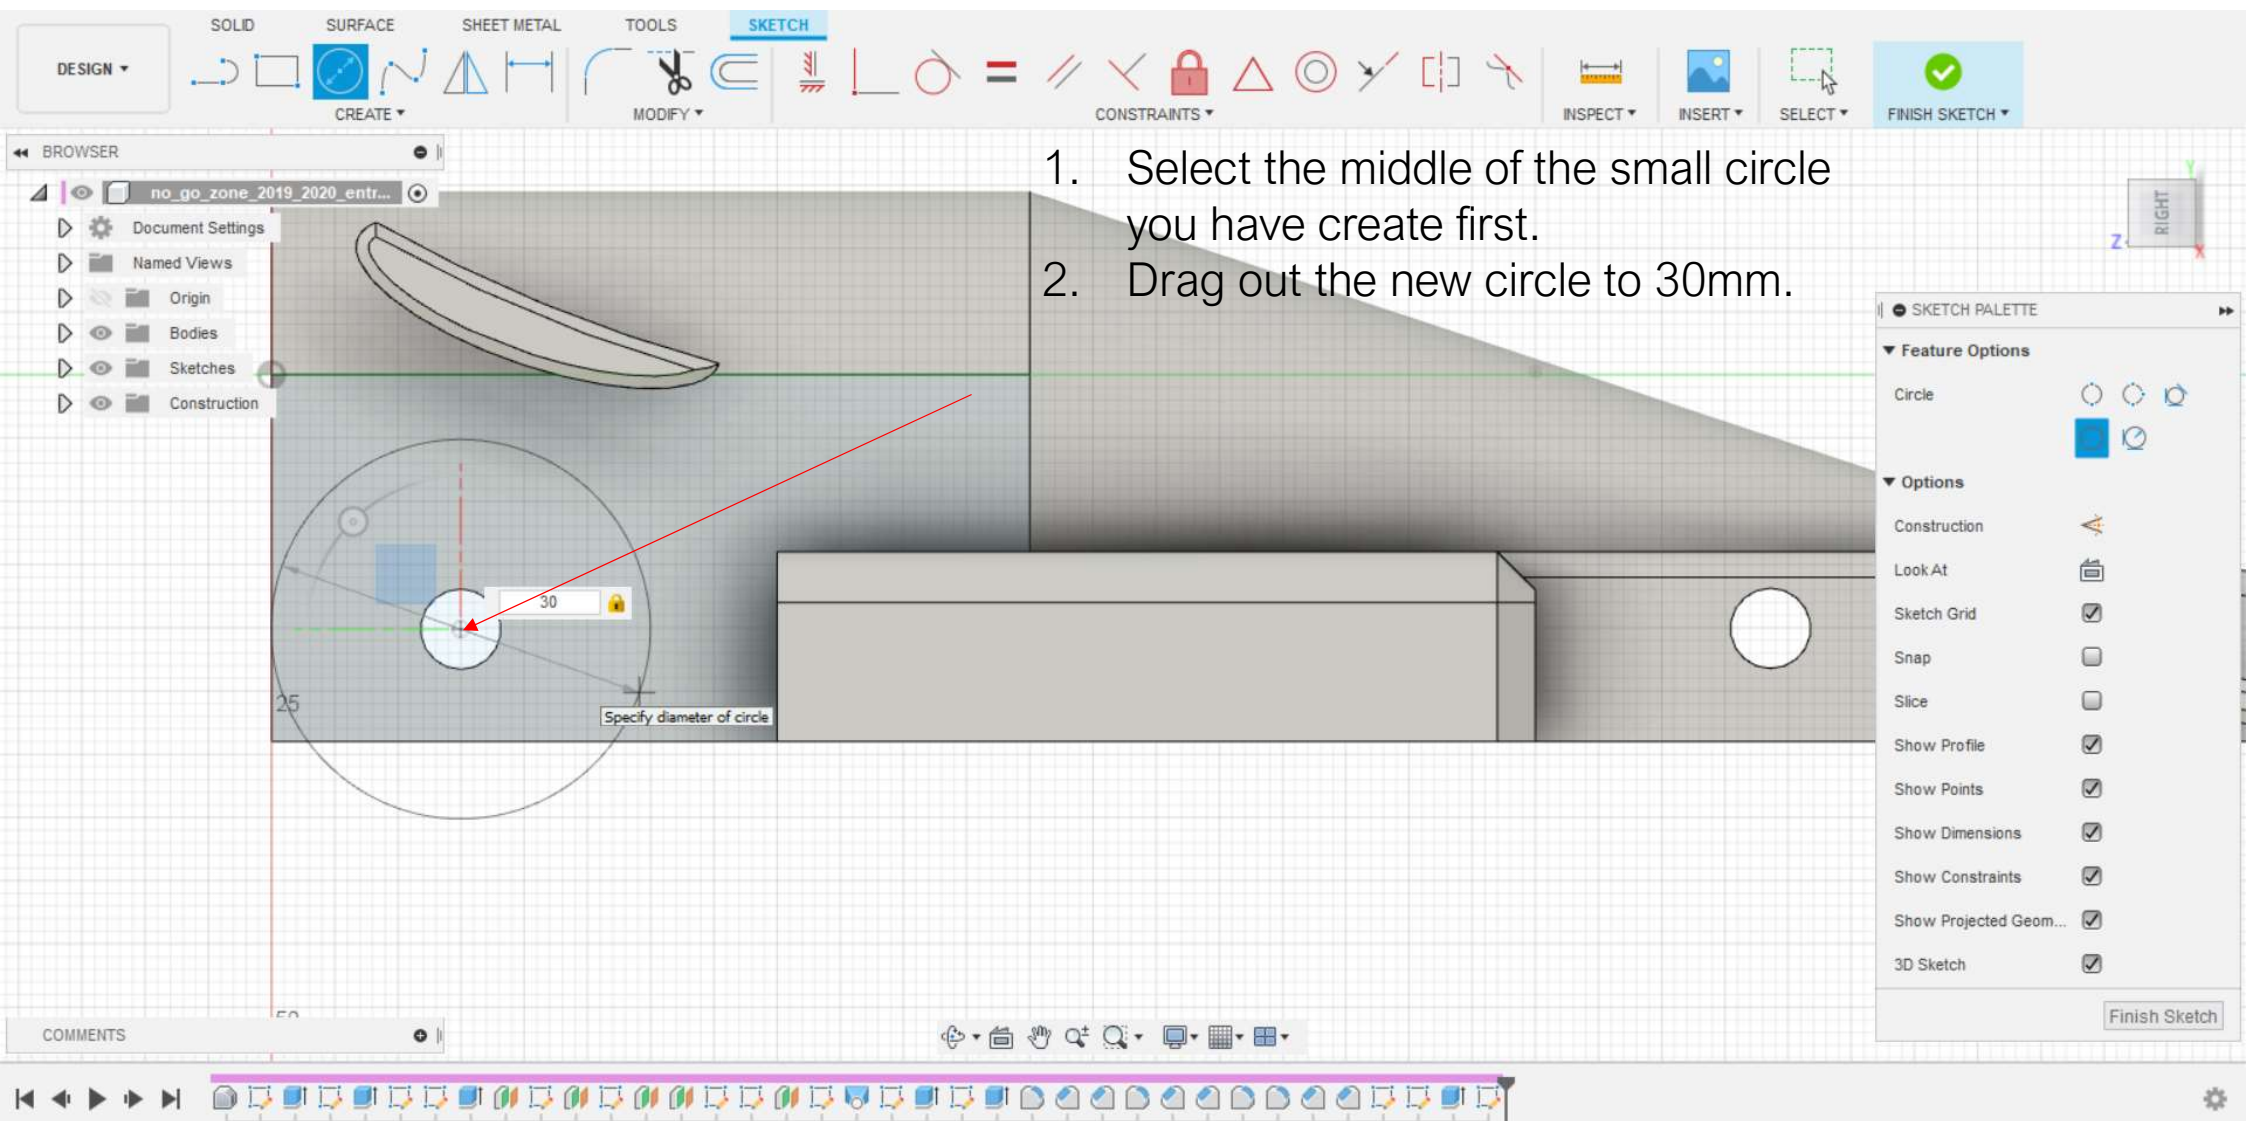 SOLID SURFACE SHEET METAL TOOLS SKETCH
DESIGN
CREATE MODIFY CONSTRAINTS INSPECT INSERT SELECT FINISH SKETCH
BROWSER
no_go_zone_2019_2020_entr...
Document Settings
Named Views
Origin
Bodies
Sketches
Construction
1. Select the middle of the small circle
you have create first.
2. Drag out the new circle to 30mm.
Y
RIGHT
Z
X
30
25
Specify diameter of circle
50
SKETCH PALETTE
Feature Options
Circle
Options
Construction
Look At
Sketch Grid
Snap
Slice
Show Profile
Show Points
Show Dimensions
Show Constraints
Show Projected Geom...
3D Sketch
Finish Sketch
COMMENTS